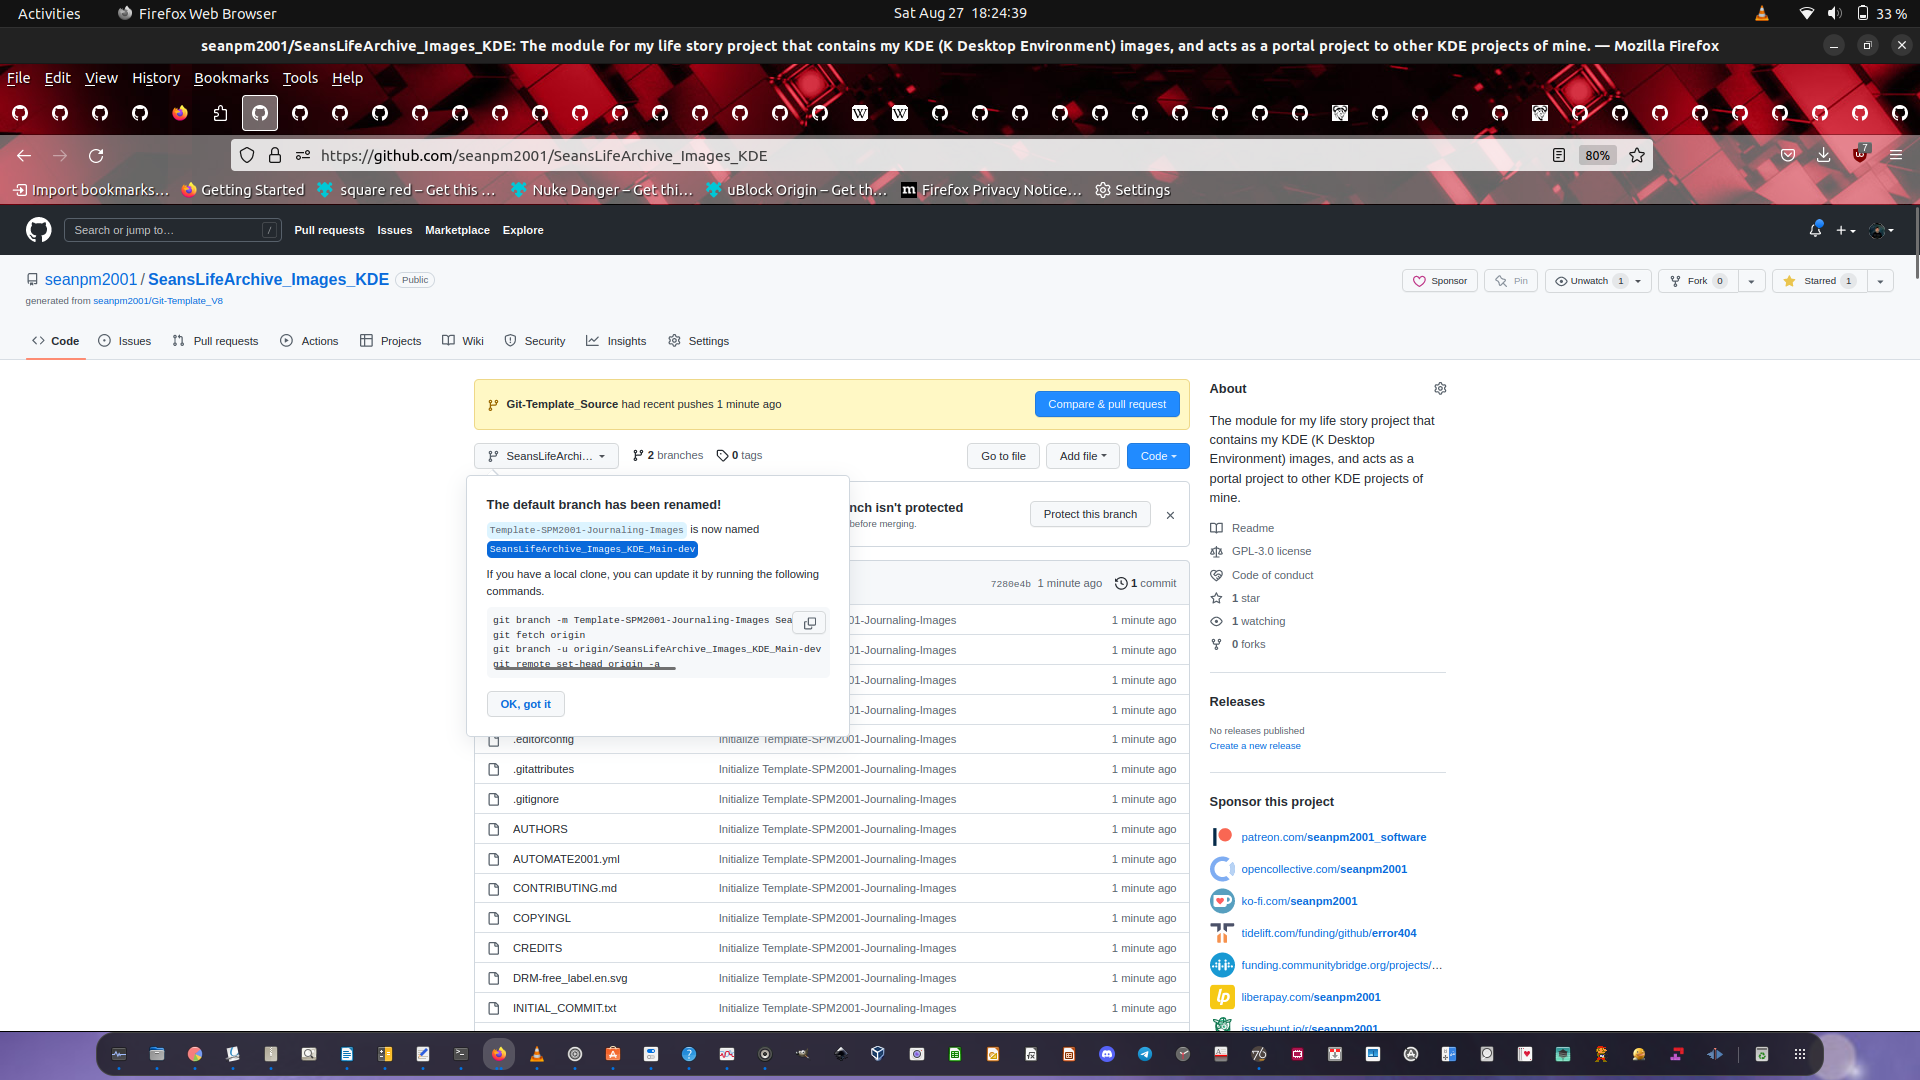 Activities
Firefox Web Browser
Sat Aug 27 18:24:39
33 %
seanpm2001/SeansLifeArchive_Images_KDE: The module for my life story project that contains my KDE (K Desktop Environment) images, and acts as a portal project to other KDE projects of mine. — Mozilla Firefox
File Edit View History Bookmarks Tools Help
https://github.com/seanpm2001/SeansLifeArchive_Images_KDE
80%
7
Import bookmarks…
Getting Started
square red – Get this …
Nuke Danger – Get thi…
uBlock Origin – Get th…
Firefox Privacy Notice…
Settings
Search or jump to…
/
Pull requests Issues Marketplace Explore
seanpm2001 / SeansLifeArchive_Images_KDE Public
generated from seanpm2001/Git-Template_V8
Sponsor
Pin
Unwatch 1
Fork 0
Starred 1
Code Issues Pull requests Actions Projects Wiki Security Insights Settings
Git-Template_Source had recent pushes 1 minute ago
Compare & pull request
SeansLifeArchi…
2 branches
0 tags
Go to file
Add file
Code
The default branch has been renamed!
Template-SPM2001-Journaling-Images is now named
SeansLifeArchive_Images_KDE_Main-dev
If you have a local clone, you can update it by running the following
commands.
git branch -m Template-SPM2001-Journaling-Images Sea
git fetch origin
git branch -u origin/SeansLifeArchive_Images_KDE_Main-dev
git remote set-head origin -a
OK, got it
nch isn't protected
before merging.
Protect this branch
7280e4b 1 minute ago 1 commit
01-Journaling-Images 1 minute ago
01-Journaling-Images 1 minute ago
01-Journaling-Images 1 minute ago
01-Journaling-Images 1 minute ago
.editorconfig Initialize Template-SPM2001-Journaling-Images 1 minute ago
.gitattributes Initialize Template-SPM2001-Journaling-Images 1 minute ago
.gitignore Initialize Template-SPM2001-Journaling-Images 1 minute ago
AUTHORS Initialize Template-SPM2001-Journaling-Images 1 minute ago
AUTOMATE2001.yml Initialize Template-SPM2001-Journaling-Images 1 minute ago
CONTRIBUTING.md Initialize Template-SPM2001-Journaling-Images 1 minute ago
COPYINGL Initialize Template-SPM2001-Journaling-Images 1 minute ago
CREDITS Initialize Template-SPM2001-Journaling-Images 1 minute ago
DRM-free_label.en.svg Initialize Template-SPM2001-Journaling-Images 1 minute ago
INITIAL_COMMIT.txt Initialize Template-SPM2001-Journaling-Images 1 minute ago
About
The module for my life story project that
contains my KDE (K Desktop
Environment) images, and acts as a
portal project to other KDE projects of
mine.
Readme
GPL-3.0 license
Code of conduct
1 star
1 watching
0 forks
Releases
No releases published
Create a new release
Sponsor this project
patreon.com/seanpm2001_software
opencollective.com/seanpm2001
ko-fi.com/seanpm2001
tidelift.com/funding/github/error404
funding.communitybridge.org/projects/…
liberapay.com/seanpm2001
issuehunt.io/r/seanpm2001